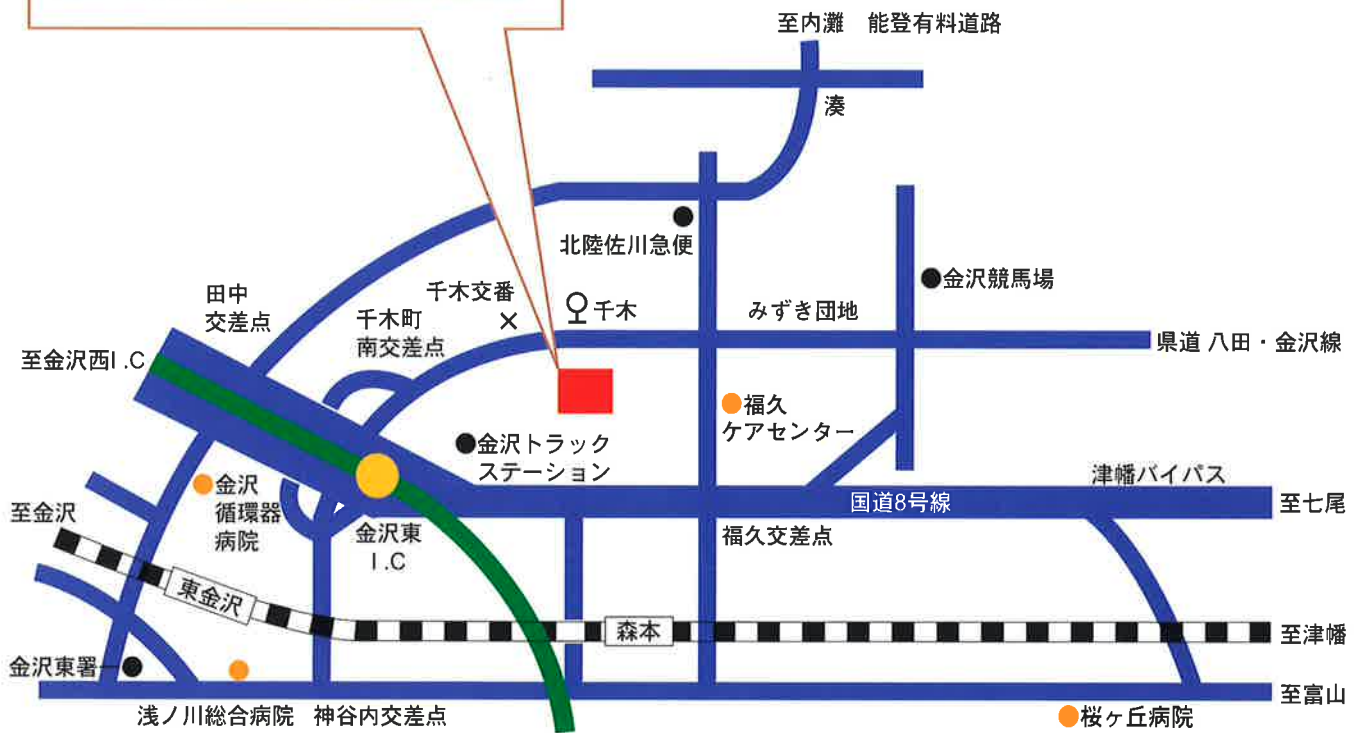 至内灘　能登有料道路
湊
北陸佐川急便
金沢競馬場
田中
交差点
千木交番
千木
千木町
南交差点
みずき団地
県道 八田・金沢線
至金沢西I.C
福久
ケアセンター
金沢トラック
ステーション
津幡バイパス
国道8号線
至七尾
金沢
循環器
病院
至金沢
金沢東
I.C
福久交差点
東金沢
森本
至津幡
金沢東署
至富山
浅ノ川総合病院
神谷内交差点
桜ヶ丘病院